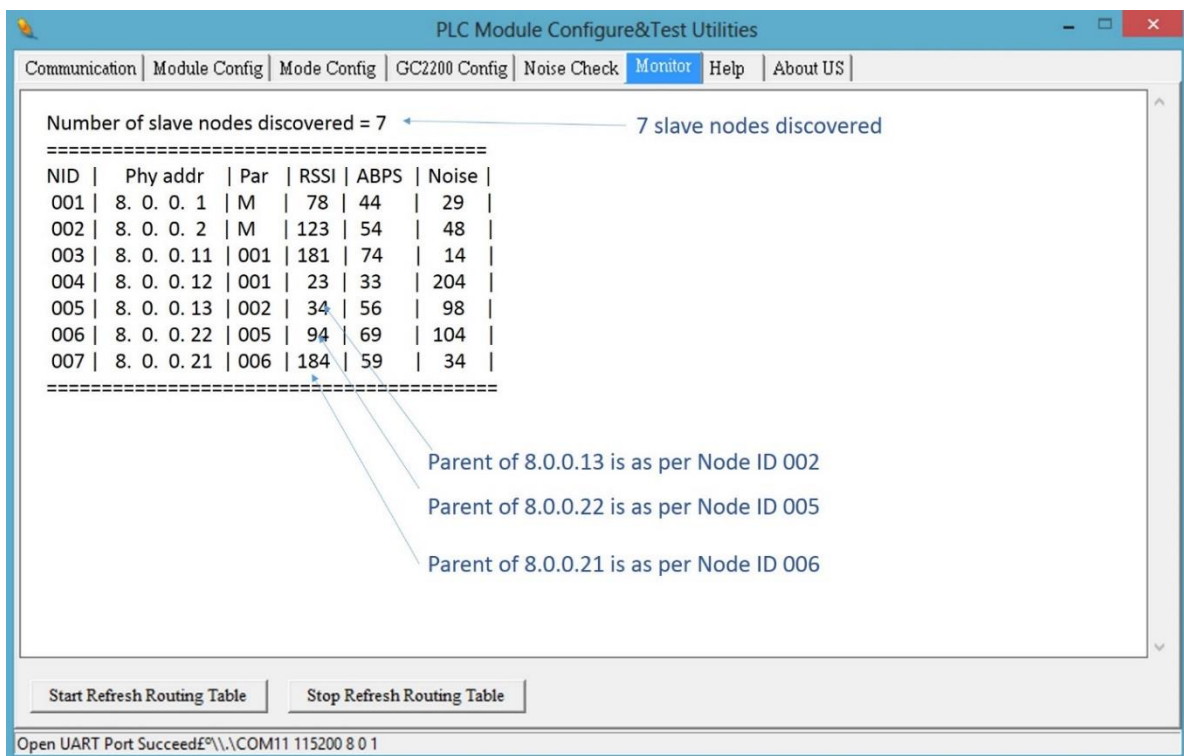 PLC Module Configure&Test Utilities
Communication | Module Config | Mode Config | GC2200 Config | Noise Check | Monitor | Help | About US |
Number of slave nodes discovered = 7
7 slave nodes discovered
========================================
NID | Phy addr | Par | RSSI | ABPS | Noise |
001 | 8. 0. 0. 1 | M | 78 | 44 | 29 |
002 | 8. 0. 0. 2 | M | 123 | 54 | 48 |
003 | 8. 0. 0. 11 | 001 | 181 | 74 | 14 |
004 | 8. 0. 0. 12 | 001 | 23 | 33 | 204 |
005 | 8. 0. 0. 13 | 002 | 34 | 56 | 98 |
006 | 8. 0. 0. 22 | 005 | 94 | 69 | 104 |
007 | 8. 0. 0. 21 | 006 | 184 | 59 | 34 |
=========================================
Parent of 8.0.0.13 is as per Node ID 002
Parent of 8.0.0.22 is as per Node ID 005
Parent of 8.0.0.21 is as per Node ID 006
Start Refresh Routing Table
Stop Refresh Routing Table
Open UART Port Succeed£º\\.\COM11 115200 8 0 1